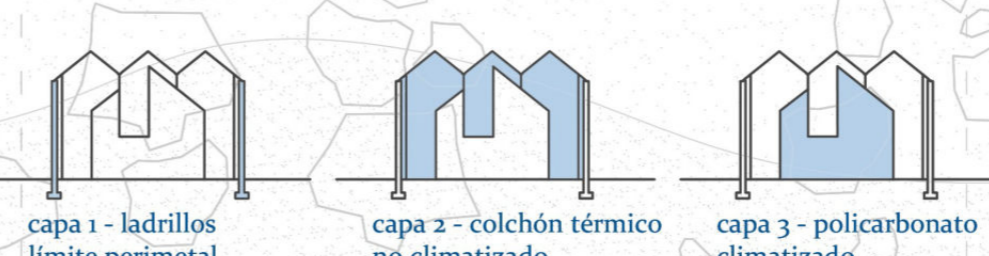 capa 1 - ladrillos
límite perimetal
capa 2 - colchón térmico
no climatizado
capa 3 - policarbonato
climatizado